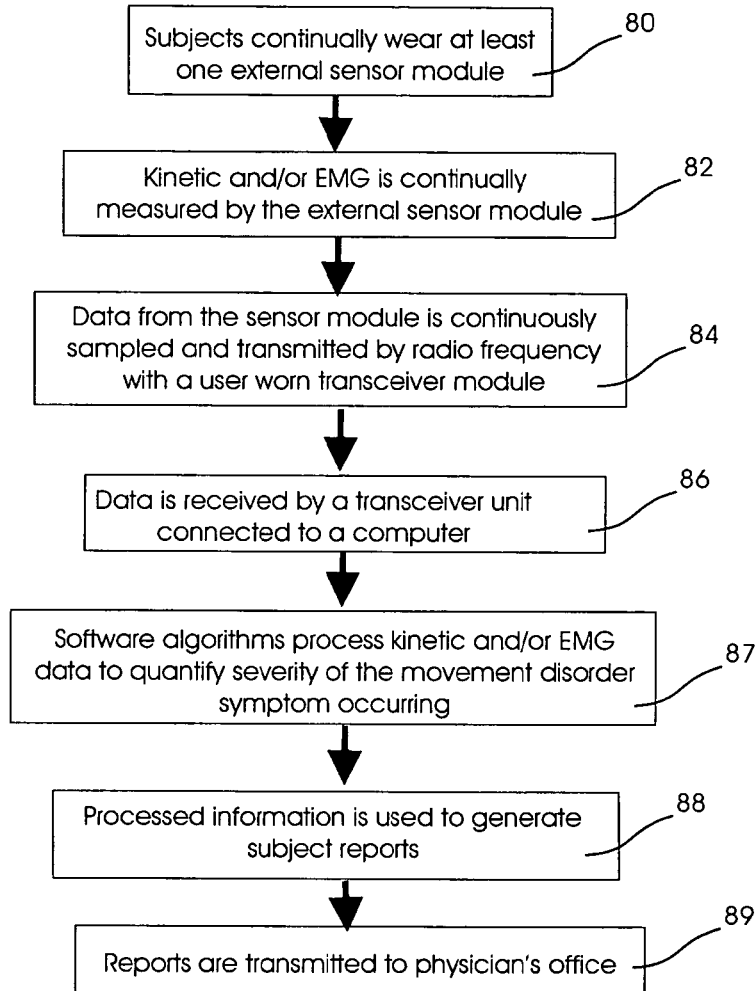 Subjects continually wear at least
one external sensor module
80
Kinetic and/or EMG is continually
measured by the external sensor module
82
Data from the sensor module is continuously
sampled and transmitted by radio frequency
with a user worn transceiver module
84
Data is received by a transceiver unit
connected to a computer
86
Software algorithms process kinetic and/or EMG
data to quantify severity of the movement disorder
symptom occurring
87
Processed information is used to generate
subject reports
88
Reports are transmitted to physician's office
89